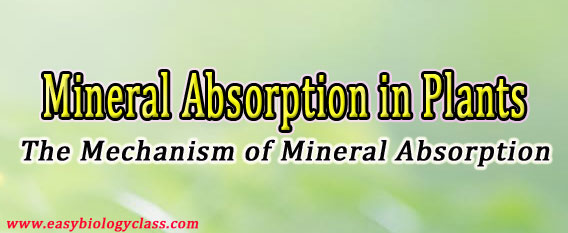 Mineral Absorption in Plants
The Mechanism of Mineral Absorption
www.easybiologyclass.com